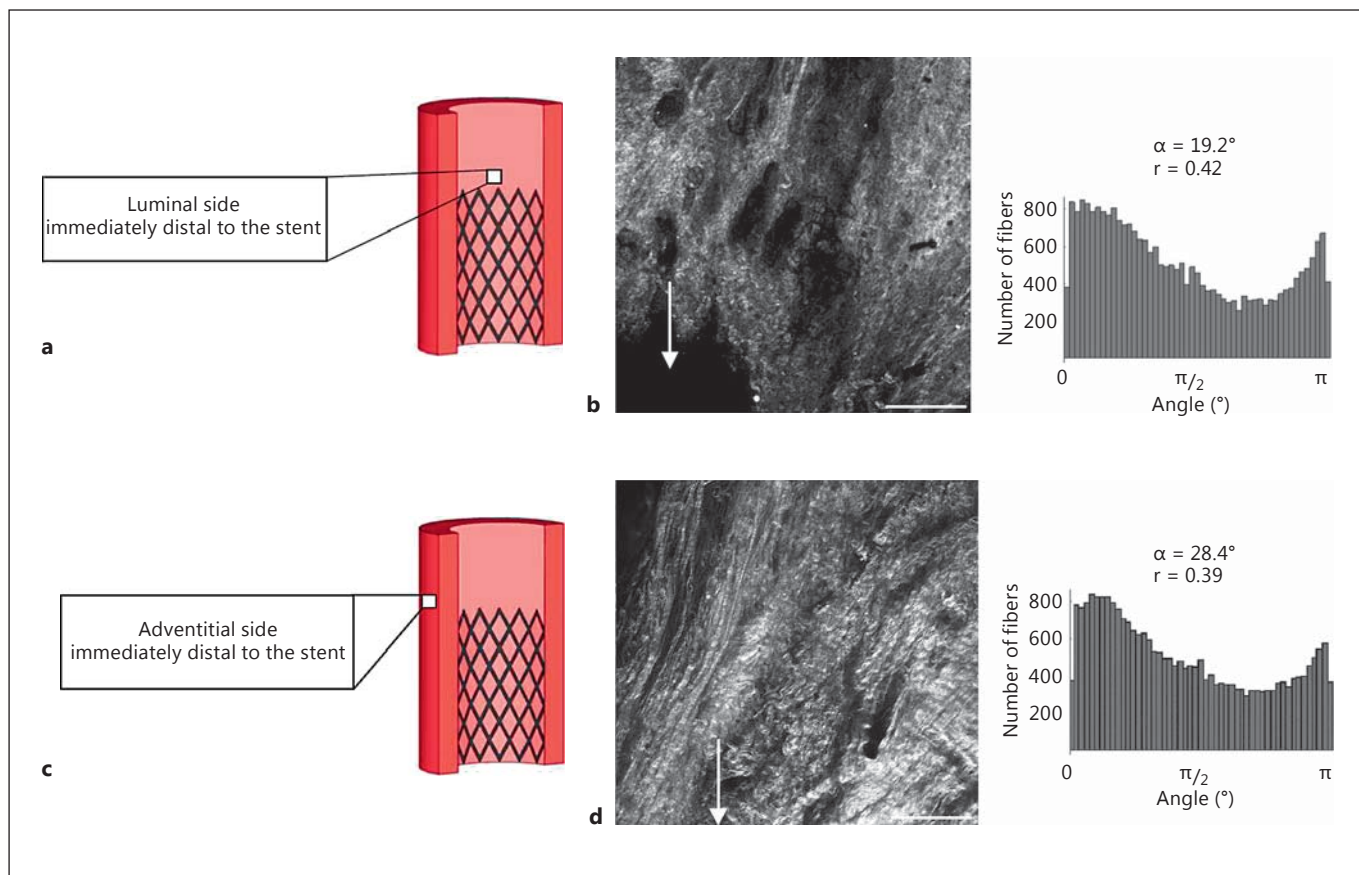 Luminal side
immediately distal to the stent
a
b
α = 19.2°
r = 0.42
Number of fibers
800
600
400
200
0
π/2
π
Angle (°)
Adventitial side
immediately distal to the stent
c
d
α = 28.4°
r = 0.39
Number of fibers
800
600
400
200
0
π/2
π
Angle (°)